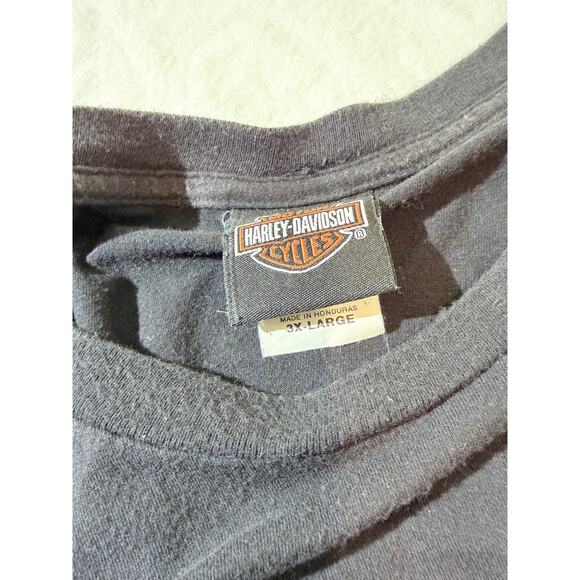 HARLEY-DAVIDSON
CYCLES ®
MADE IN HONDURAS
3X-LARGE